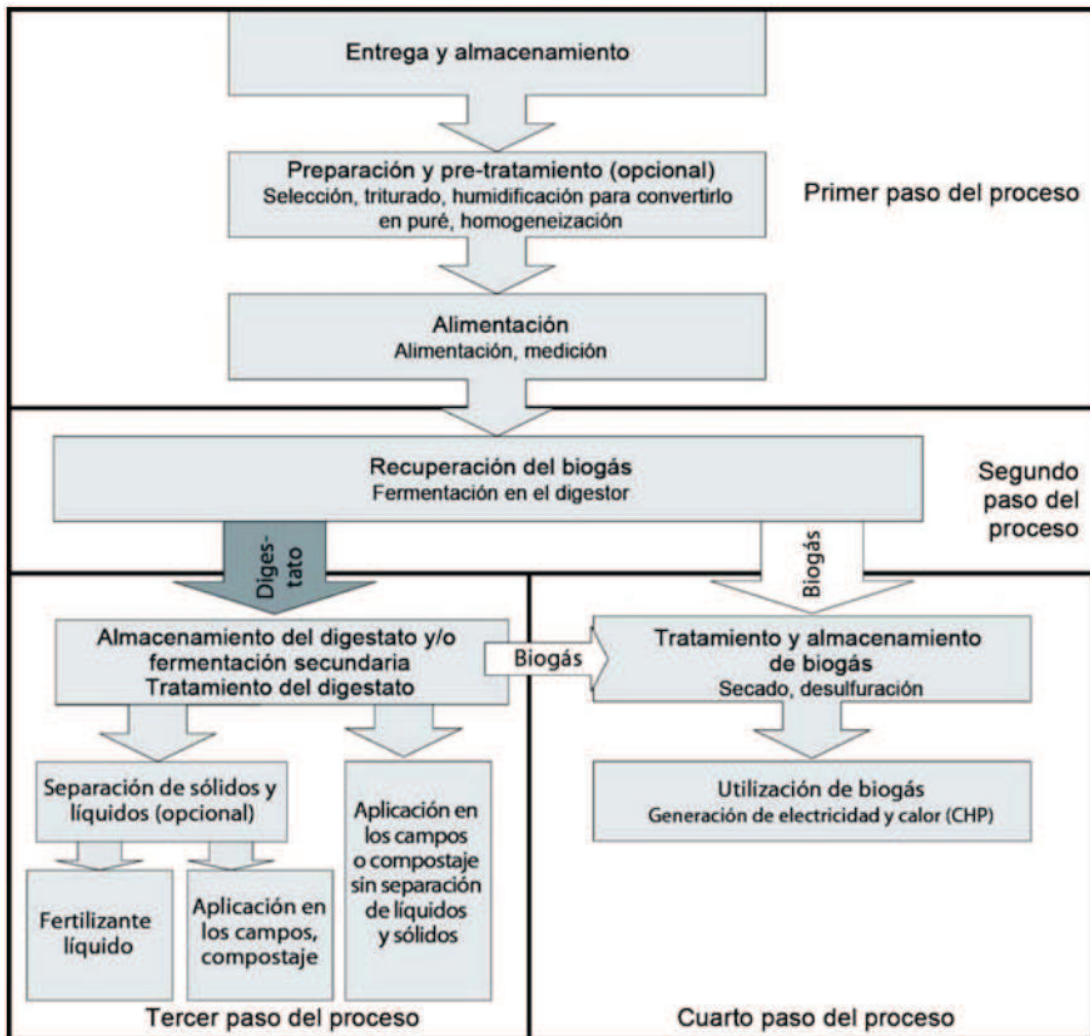 Entrega y almacenamiento
Preparación y pre-tratamiento (opcional)
Selección, triturado, humidificación para convertirlo
en puré, homogeneización
Primer paso del proceso
Alimentación
Alimentación, medición
Recuperación del biogás
Fermentación en el digestor
Segundo
paso del
proceso
Diges-
tato
Biogás
Almacenamiento del digestato y/o
fermentación secundaria
Tratamiento del digestato
Biogás
Tratamiento y almacenamiento
de biogás
Secado, desulfuración
Separación de sólidos y
líquidos (opcional)
Aplicación en
los campos
o compostaje
sin separación
de líquidos
y sólidos
Utilización de biogás
Generación de electricidad y calor (CHP)
Fertilizante
líquido
Aplicación en
los campos,
compostaje
Tercer paso del proceso
Cuarto paso del proceso